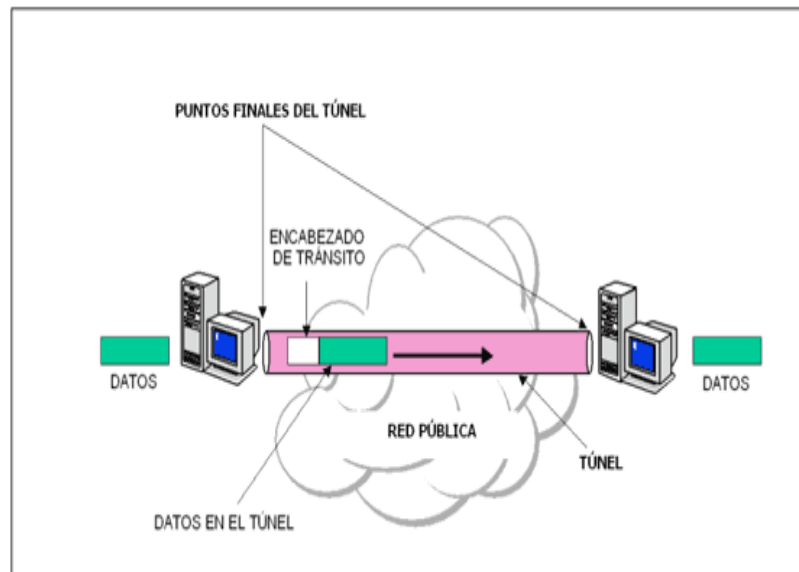 PUNTOS FINALES DEL TÚNEL
ENCABEZADO
DE TRÁNSITO
DATOS
DATOS
RED PÚBLICA
TÚNEL
DATOS EN EL TÚNEL